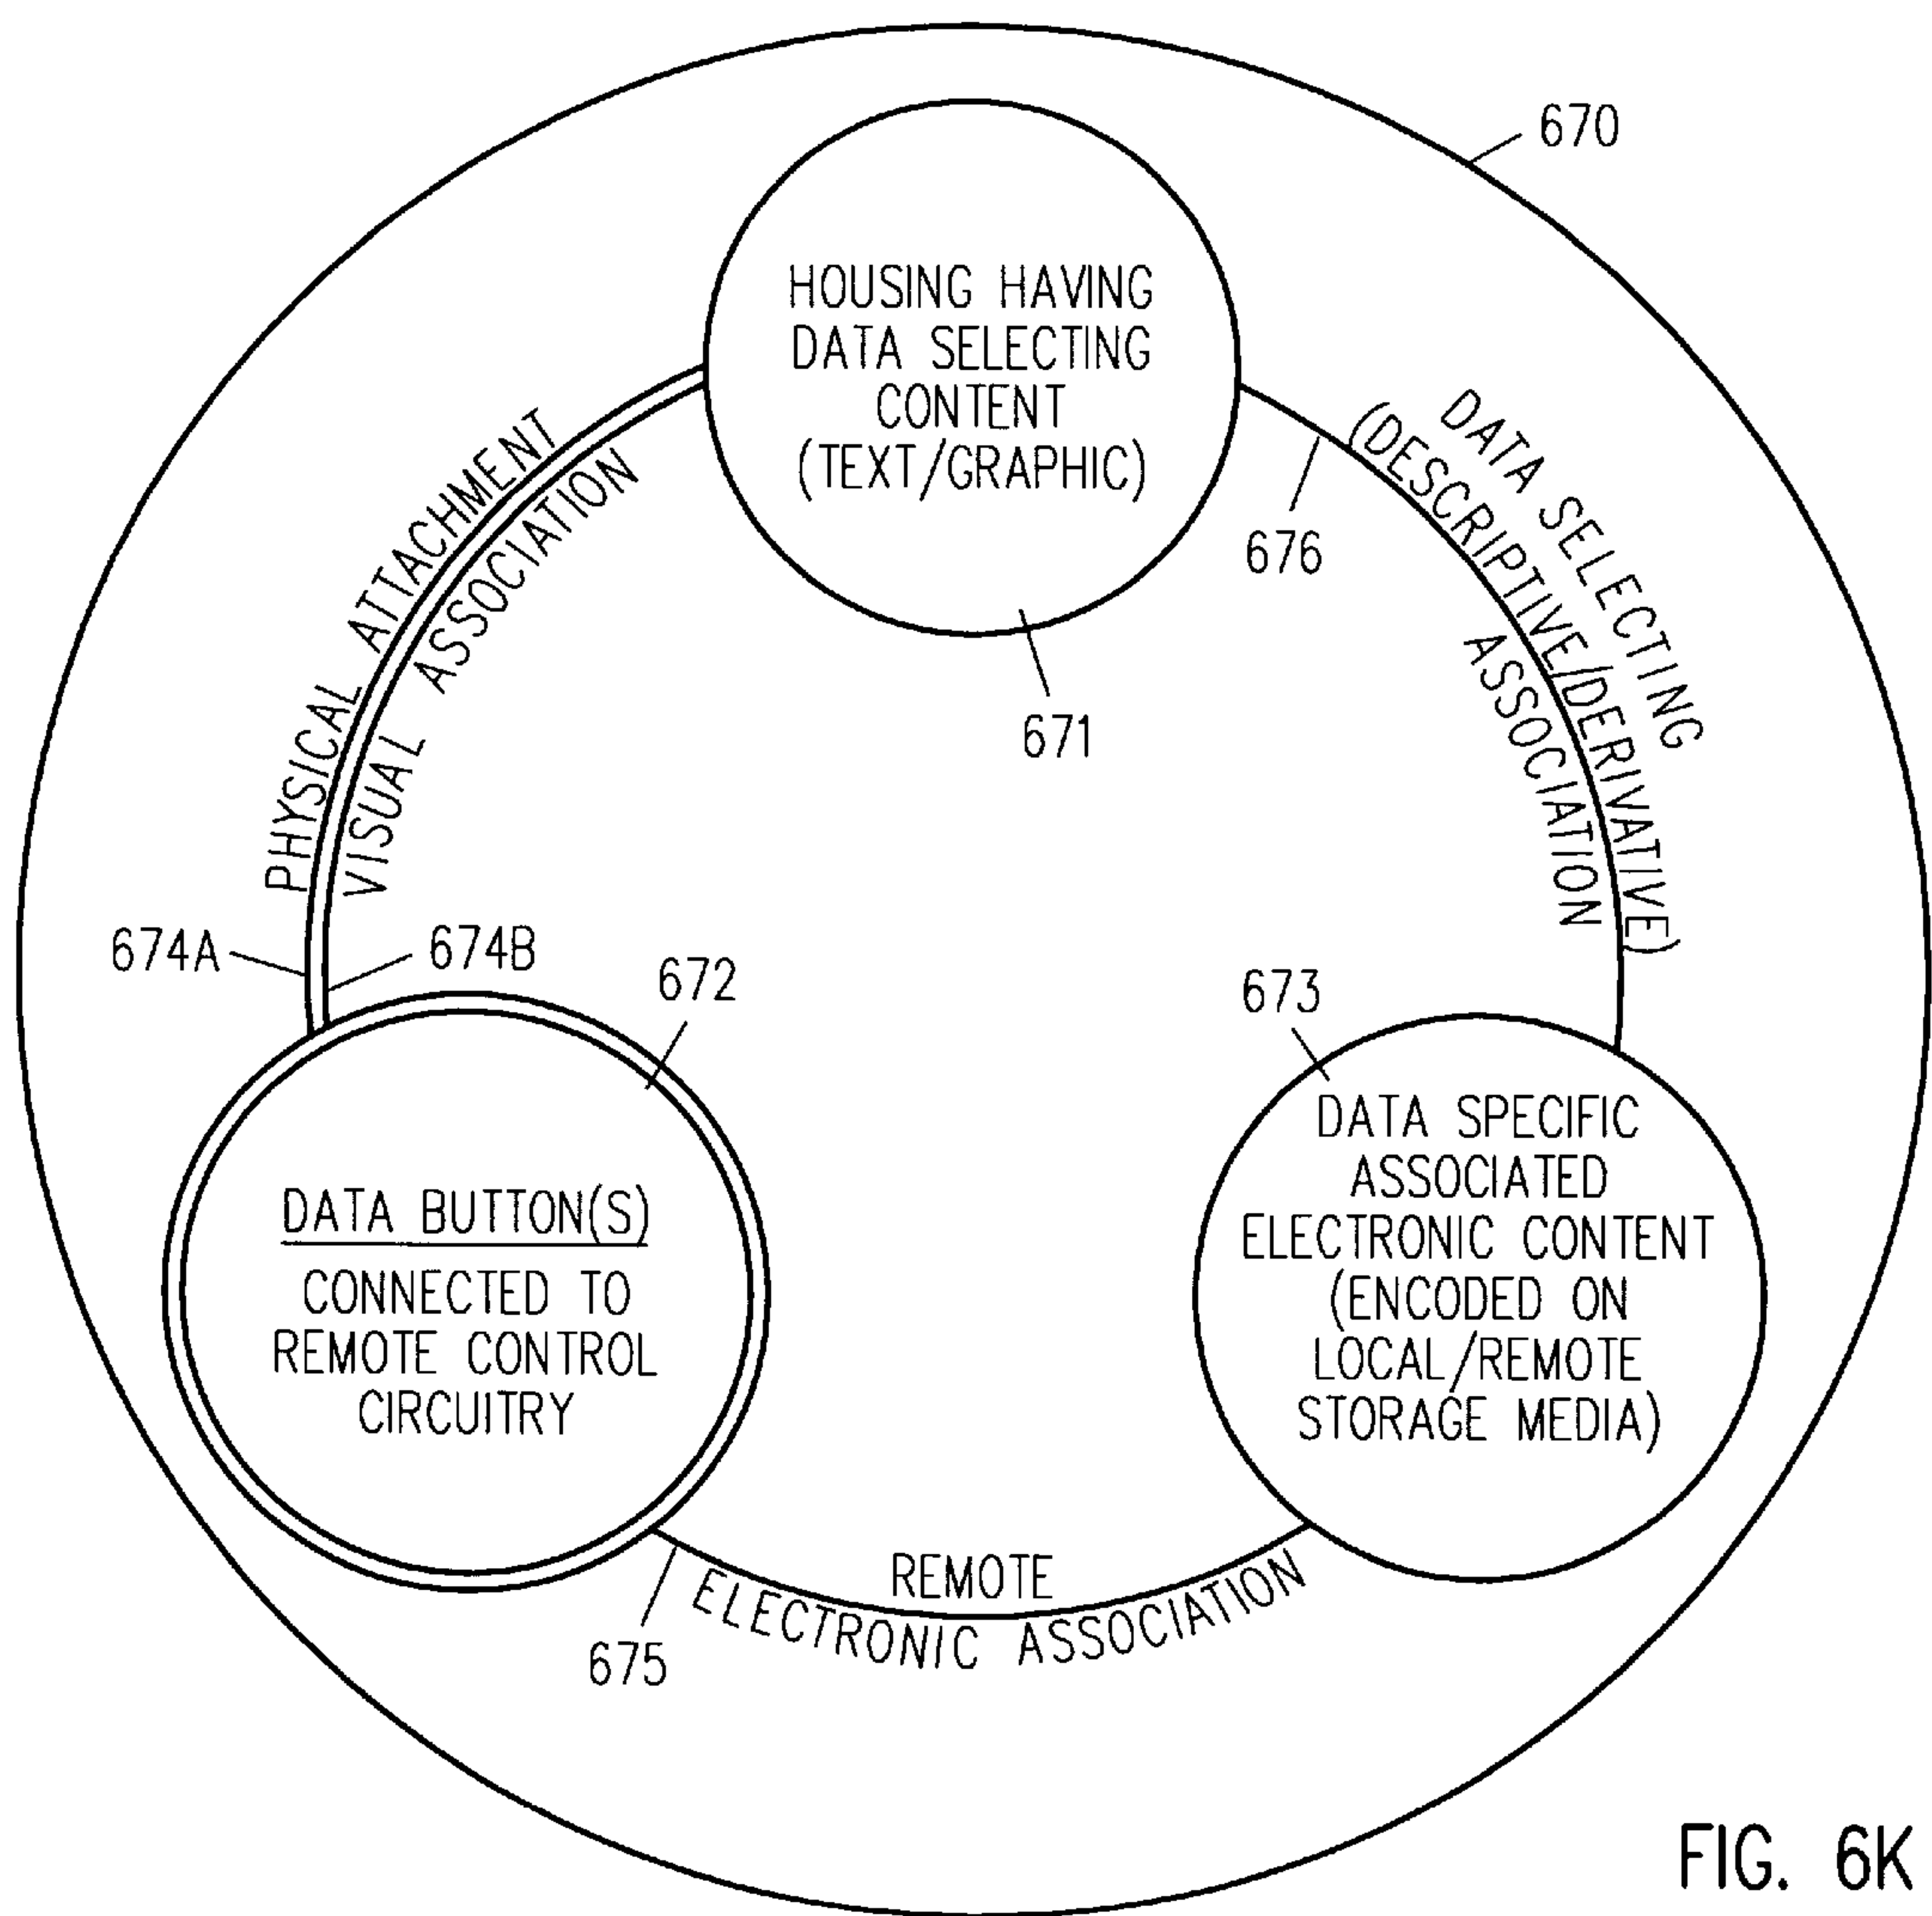 670
HOUSING HAVING
DATA SELECTING
CONTENT
(TEXT/GRAPHIC)
671
PHYSICAL ATTACHMENT
VISUAL ASSOCIATION
676
DATA SELECTING
(DESCRIPTIVE/DERIVATIVE)
ASSOCIATION
674A
674B
672
673
DATA BUTTON(S)
CONNECTED TO
REMOTE CONTROL
CIRCUITRY
DATA SPECIFIC
ASSOCIATED
ELECTRONIC CONTENT
(ENCODED ON
LOCAL/REMOTE
STORAGE MEDIA)
REMOTE
ELECTRONIC ASSOCIATION
675
FIG. 6K